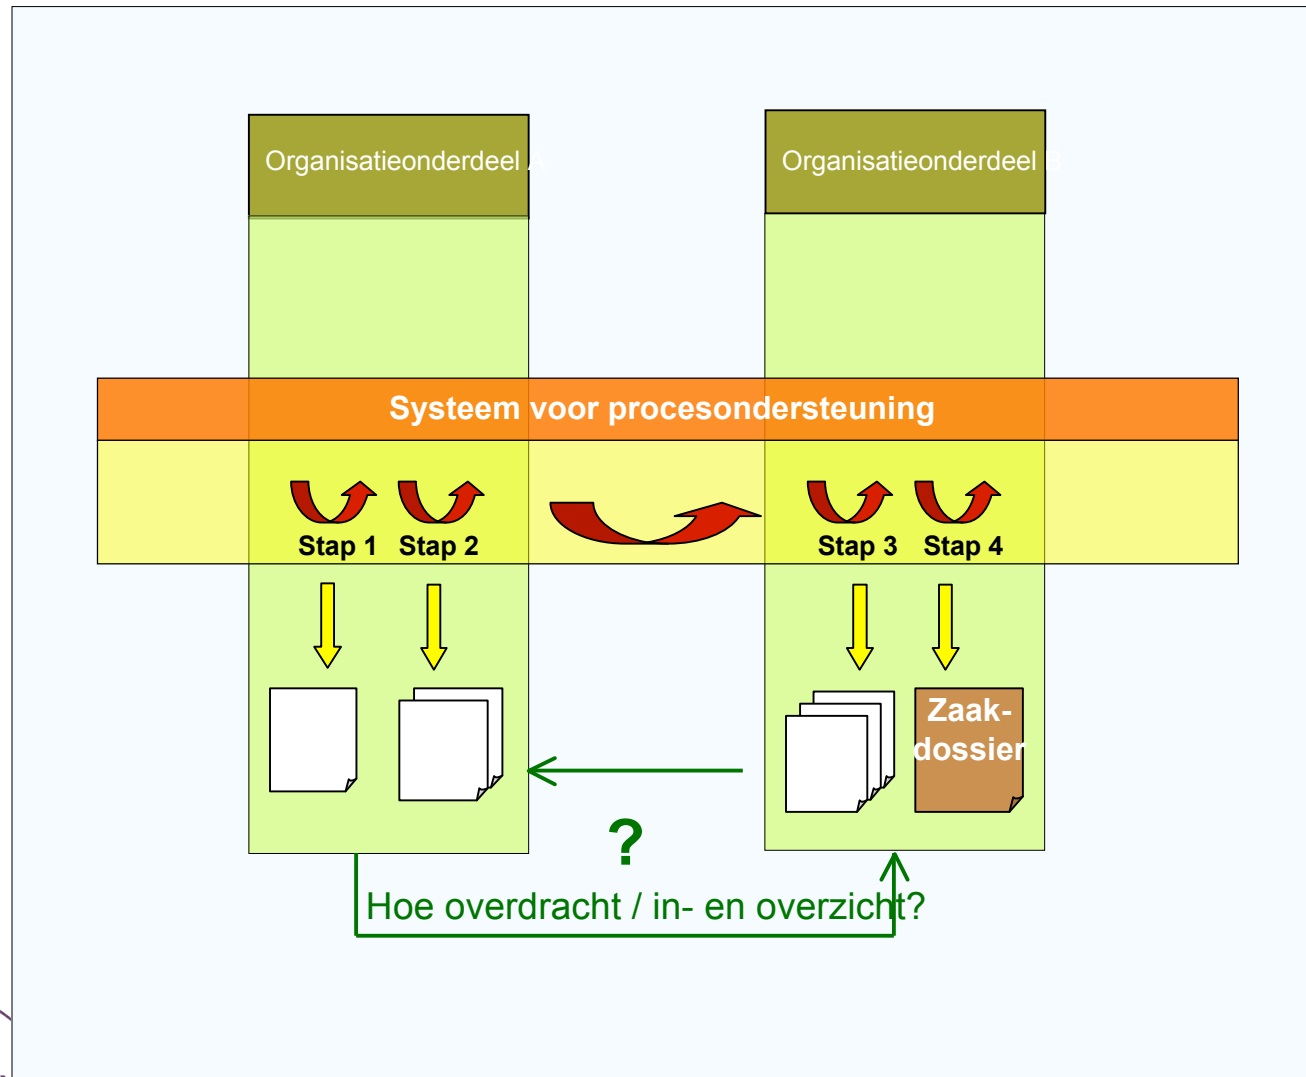 Organisatieonderdeel A
Organisatieonderdeel B
Systeem voor procesondersteuning
Stap 1 Stap 2 Stap 3 Stap 4
Zaak-
dossier
?
Hoe overdracht / in- en overzicht?